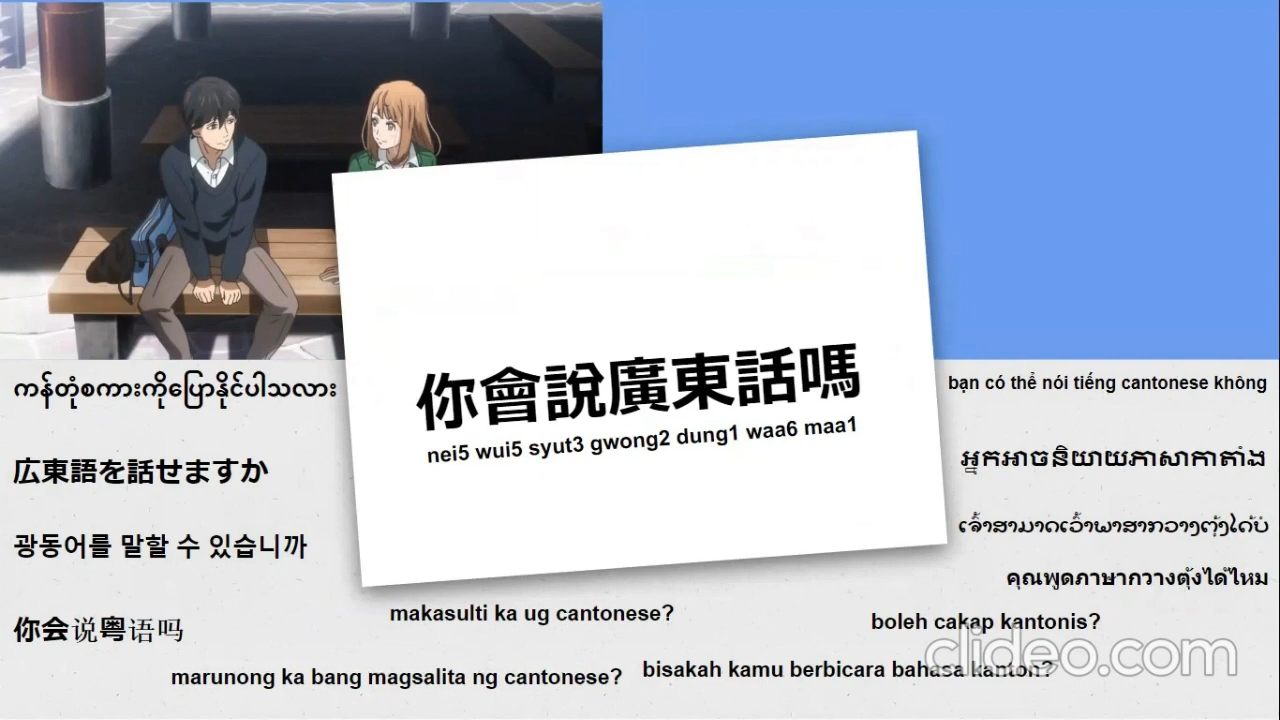 你會說廣東話嗎
nei5 wui5 syut3 gwong2 dung1 waa6 maa1
ကန်တုံစကားကိုပြောနိုင်ပါသလား
広東語を話せますか
광동어를 말할 수 있습니까
你会说粤语吗
makasulti ka ug cantonese?
marunong ka bang magsalita ng cantonese?
bạn có thể nói tiếng cantonese không
អ្នកអាចនិយាយភាសាកាតាំង
ເຈົ້າສາມາດເວົ້າພາສາກວາງຕຸ້ງໄດ້ບໍ
คุณพูดภาษากวางตุ้งได้ไหม
boleh cakap kantonis?
bisakah kamu berbicara bahasa kanton?
clideo.com